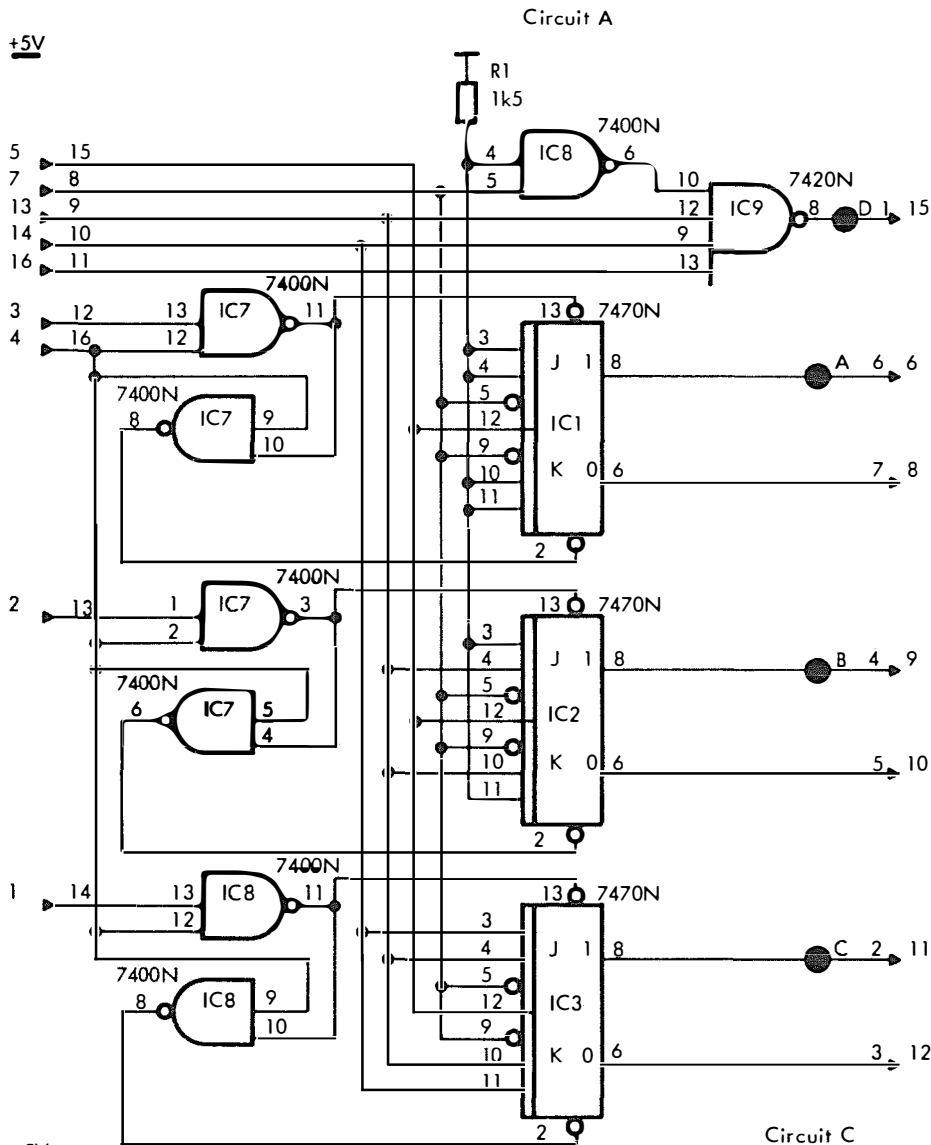 Circuit A
+5V
R1
1k5
7400N
5 15 4 IC8 6
7 8 5 10 7420N
13 9 12 IC9 8 D 1 15
14 10 9
16 11 13
7400N
3 12 13 IC7 11 13 7470N
4 16 12 3
J 1 8 A 6 6
7400N 4
5
8 IC7 9 12 IC1
10 9
K 0 6 7 8
10
11
2
7400N
2 13 1 IC7 3 13 7470N
2 3
J 1 8 B 4 9
7400N 4
5
6 IC7 5 12 IC2
4 9
K 0 6 5 10
10
11
2
7400N
1 14 13 IC8 11 13 7470N
12 3
J 1 8 C 2 11
7400N 4
5
8 IC8 9 12 IC3
10 9
K 0 6 3 12
10
11
2
Circuit C